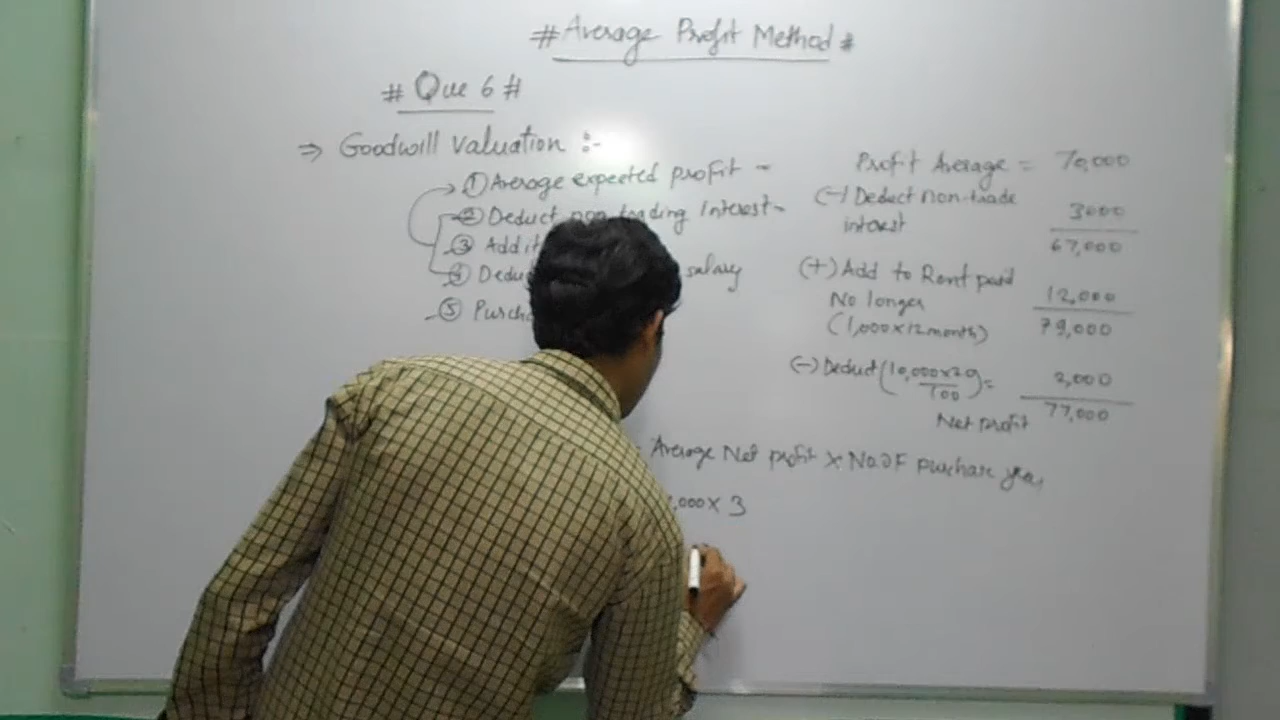 # Average Profit Method #
# Que 6 #
⇒ Goodwill Valuation :-
① Average expected profit -
② Deduct non trading Interest -
③ Addit
④ Dedu salary
⑤ Purcha
Profit Average = 70,000
(-) Deduct non-trade
interest 3000
67,000
(+) Add to Rent paid
No longer 12,000
(1,000×12 month) 79,000
(-) Deduct (10,000× = 2,000
100
Net profit 77,000
Average Net profit × No. OF purchase year
,000 × 3